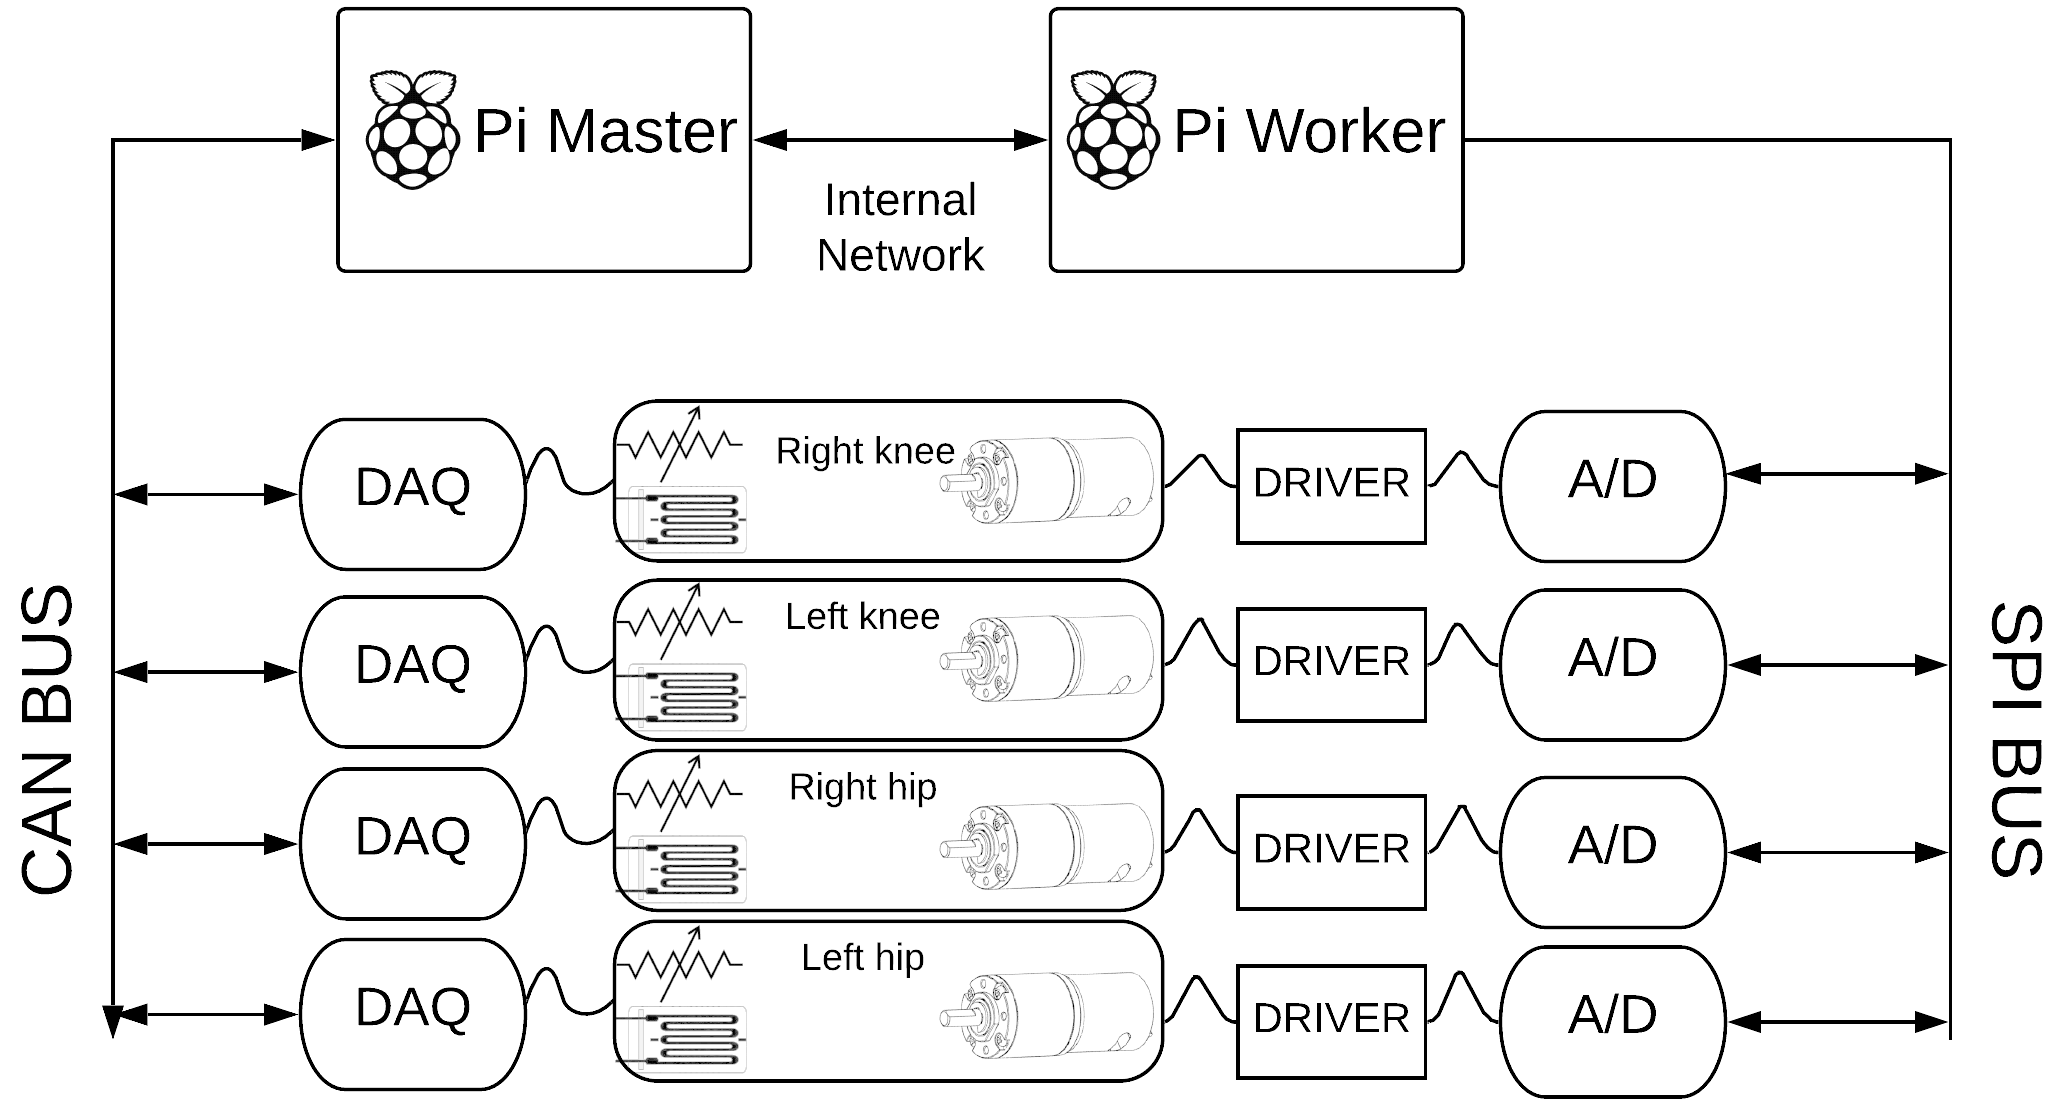 Pi Master
Pi Worker
Internal
Network
CAN BUS
SPI BUS
DAQ
Right knee
DRIVER
A/D
DAQ
Left knee
DRIVER
A/D
DAQ
Right hip
DRIVER
A/D
DAQ
Left hip
DRIVER
A/D